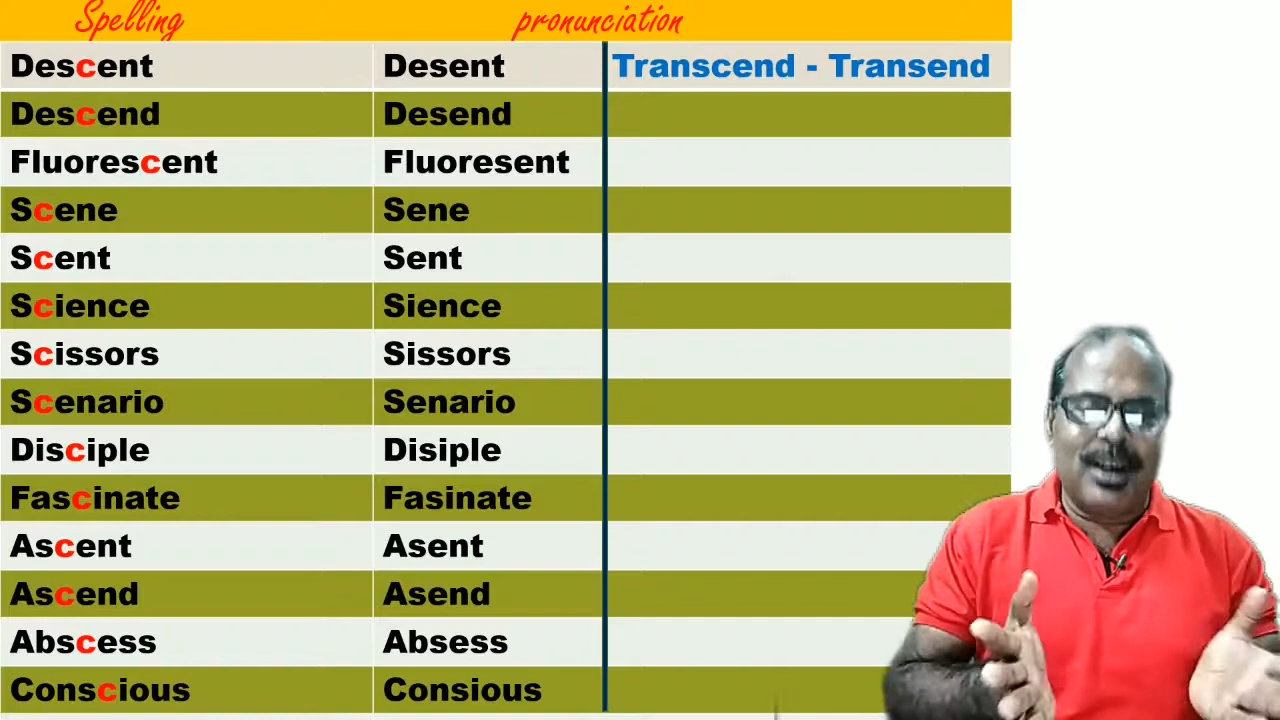 Spelling pronunciation
Descent Desent Transcend - Transend
Descend Desend
Fluorescent Fluoresent
Scene Sene
Scent Sent
Science Sience
Scissors Sissors
Scenario Senario
Disciple Disiple
Fascinate Fasinate
Ascent Asent
Ascend Asend
Abscess Absess
Conscious Consious